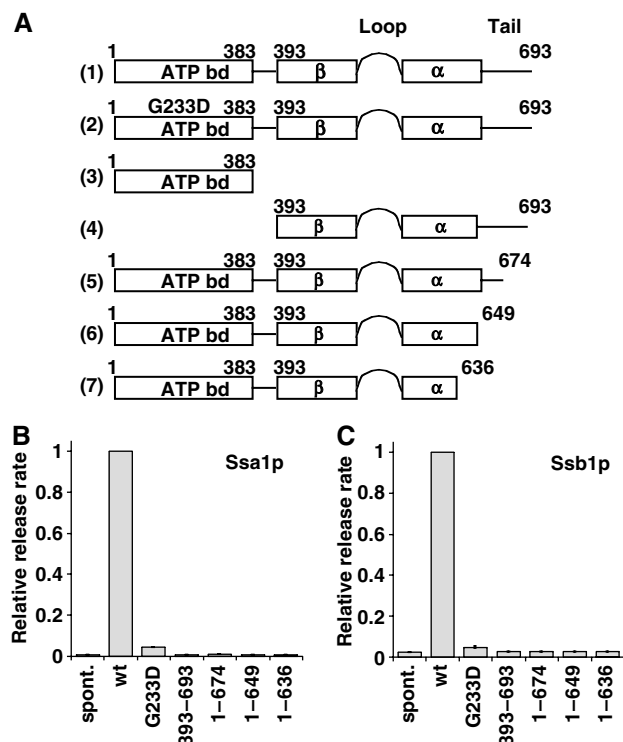 A
Loop Tail
1 383 393 693
(1) ATP bd β α
1 G233D 383 393 693
(2) ATP bd β α
1 383
(3) ATP bd
393 693
(4) β α
1 383 393 674
(5) ATP bd β α
1 383 393 649
(6) ATP bd β α
1 383 393 636
(7) ATP bd β α
B
Ssa1p
Relative release rate
1
0.8
0.6
0.4
0.2
0
spont.
wt
G233D
393–693
1–674
1–649
1–636
C
Ssb1p
Relative release rate
1
0.8
0.6
0.4
0.2
0
spont.
wt
G233D
393–693
1–674
1–649
1–636